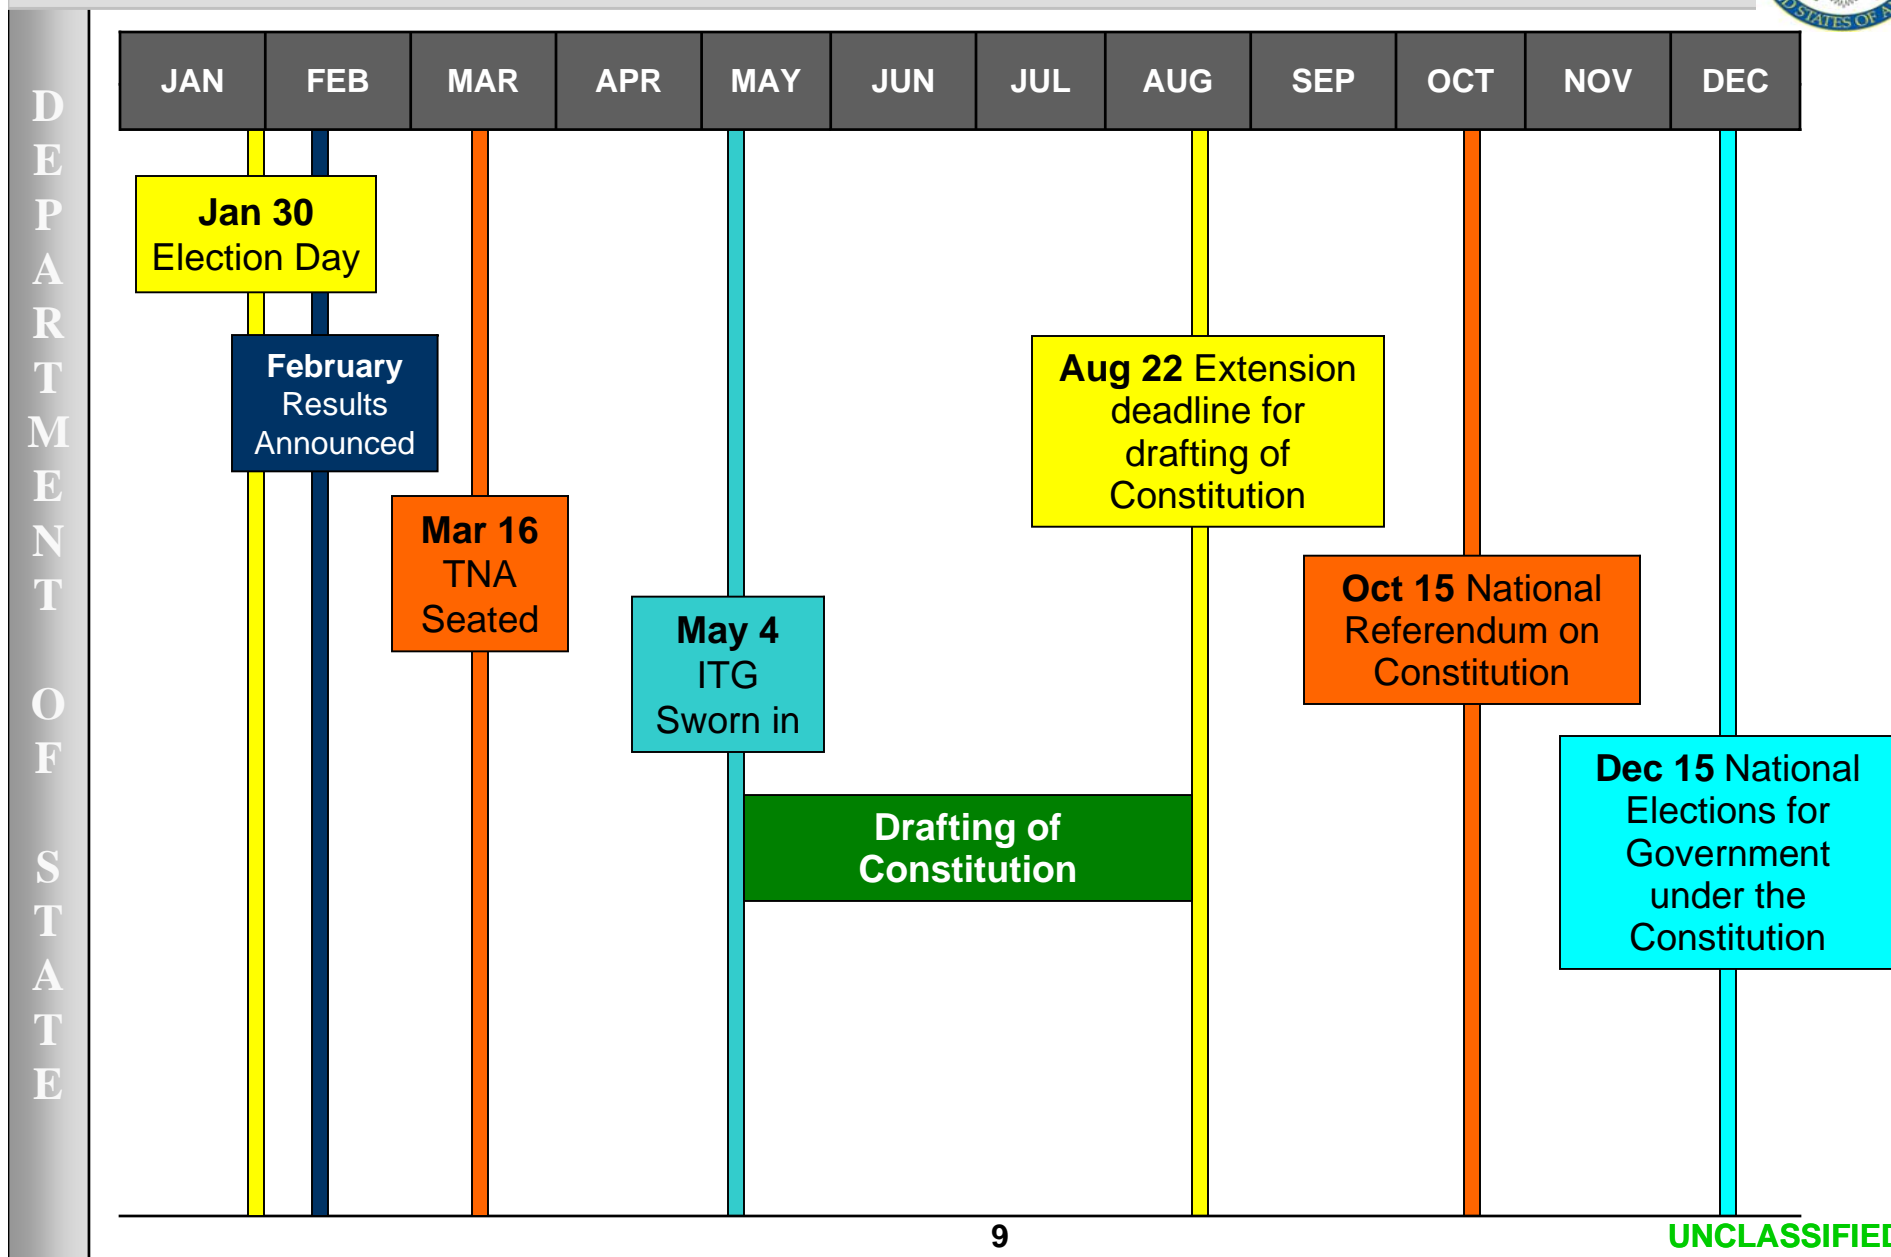 JAN FEB MAR APR MAY JUN JUL AUG SEP OCT NOV DEC
DEPARTMENT OF STATE
Jan 30
Election Day
February
Results
Announced
Mar 16
TNA
Seated
May 4
ITG
Sworn in
Drafting of
Constitution
Aug 22 Extension
deadline for
drafting of
Constitution
Oct 15 National
Referendum on
Constitution
Dec 15 National
Elections for
Government
under the
Constitution
STATES OF
9
UNCLASSIFIED